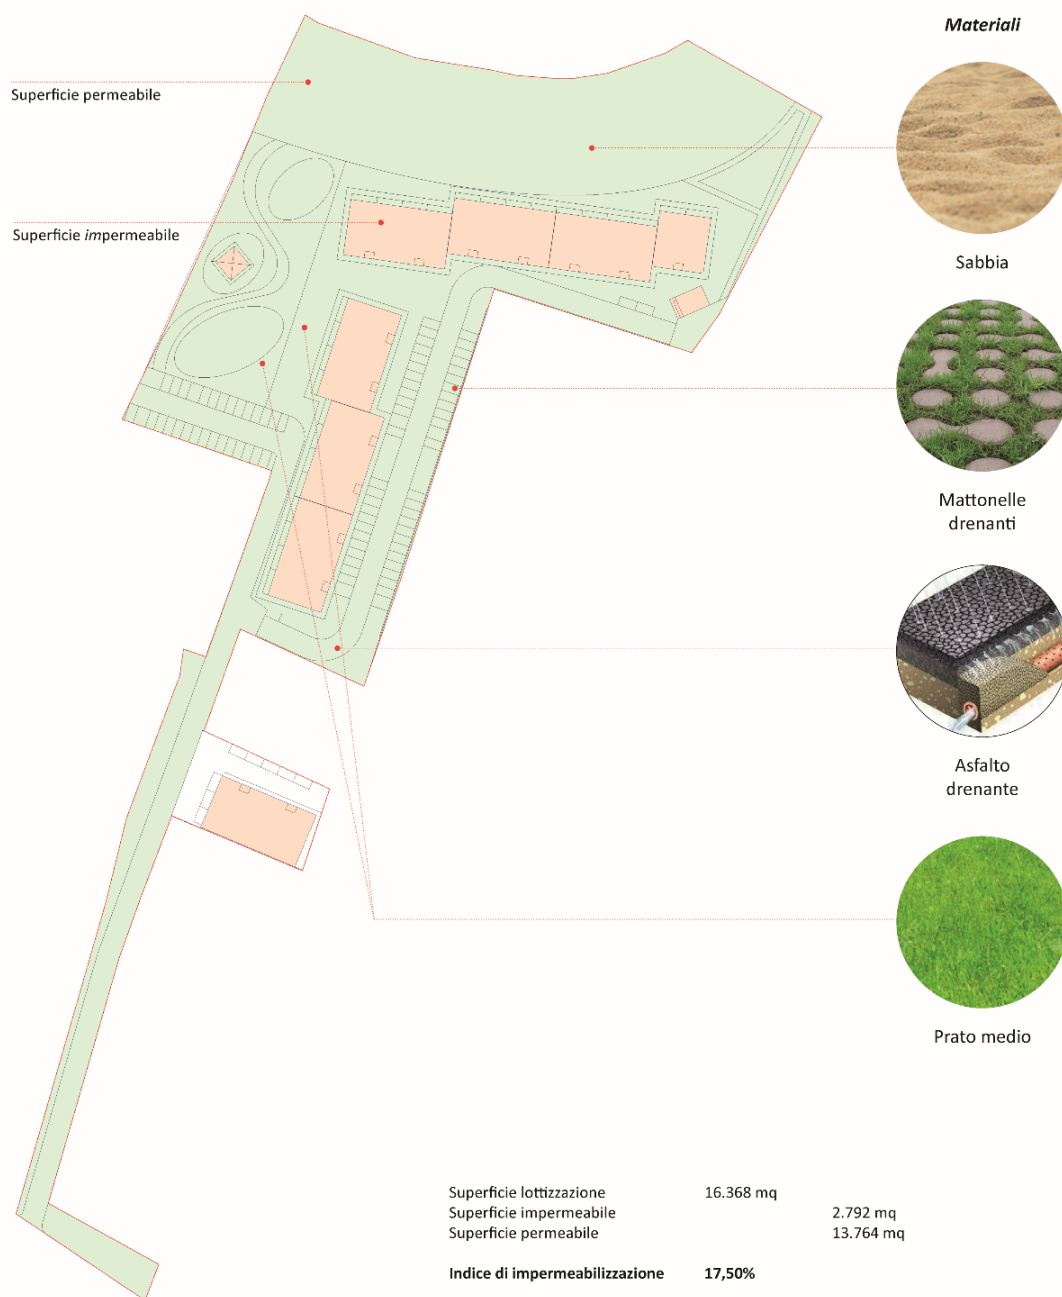 Materiali
Superficie permeabile
Superficie impermeabile
Sabbia
Mattonelle
drenanti
Asfalto
drenante
Prato medio
Superficie lottizzazione 16.368 mq
Superficie impermeabile 2.792 mq
Superficie permeabile 13.764 mq
Indice di impermeabilizzazione 17,50%